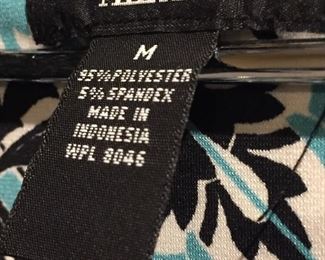 M
95% POLYESTER
5% SPANDEX
MADE IN
INDONESIA
WPL 8046